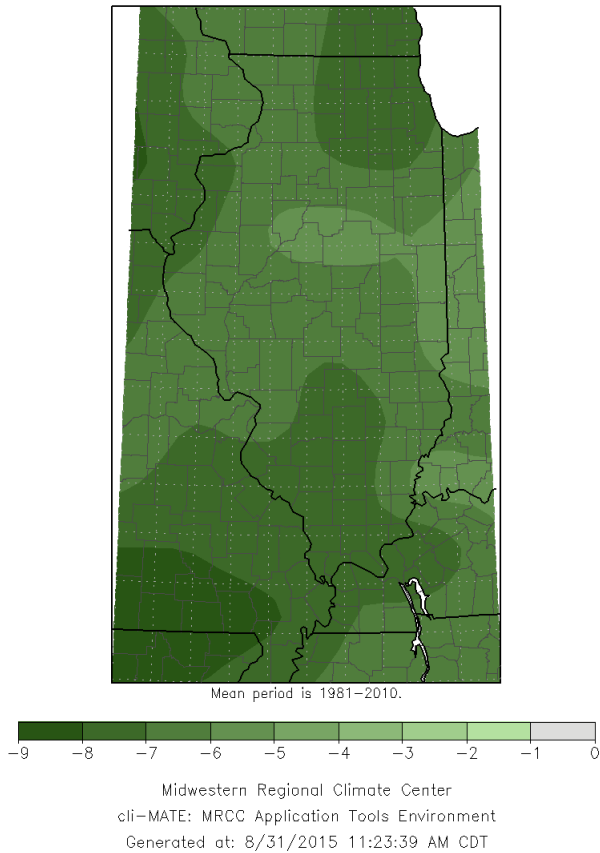 Mean period is 1981−2010.
−9 −8 −7 −6 −5 −4 −3 −2 −1 0
Midwestern Regional Climate Center
cli−MATE: MRCC Application Tools Environment
Generated at: 8/31/2015 11:23:39 AM CDT